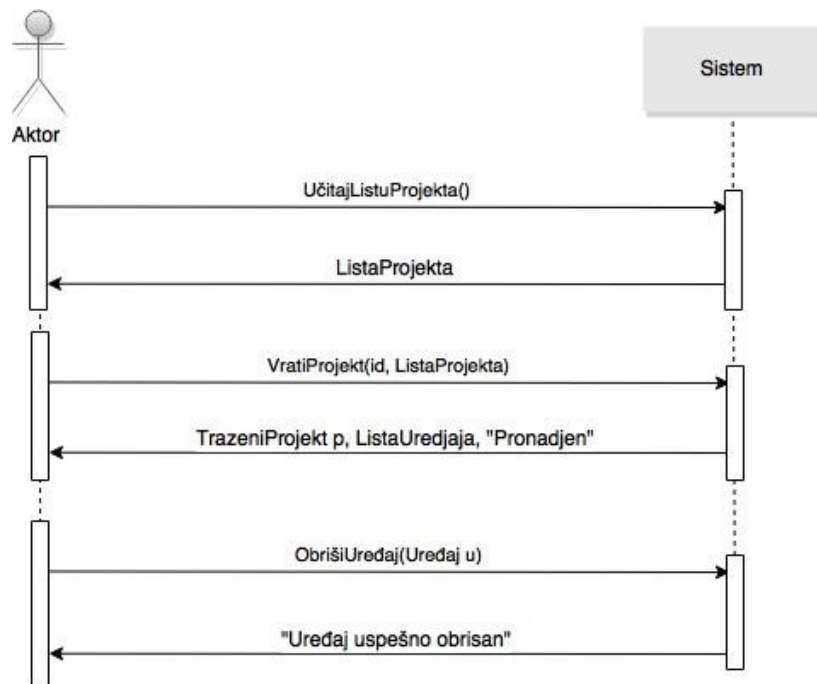 Sistem
Aktor
UčitajListuProjekta()
ListaProjekta
VratiProjekt(id, ListaProjekta)
TrazeniProjekt p, ListaUredjaja, "Pronadjen"
ObrišiUređaj(Uređaj u)
"Uređaj uspešno obrisan"